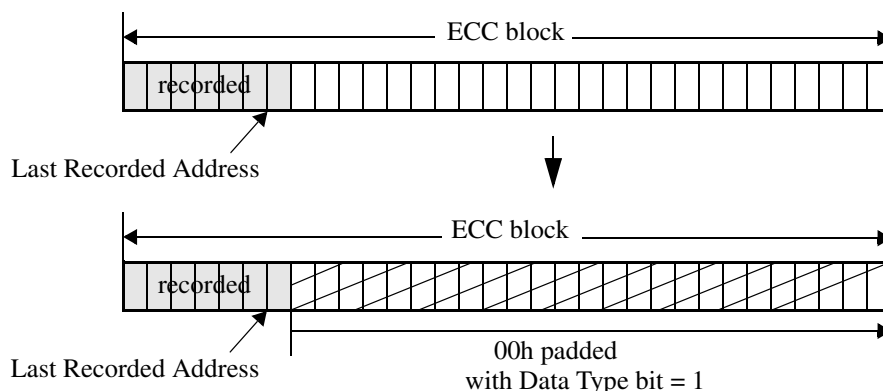 ECC block
recorded
Last Recorded Address
ECC block
recorded
Last Recorded Address
00h padded
with Data Type bit = 1